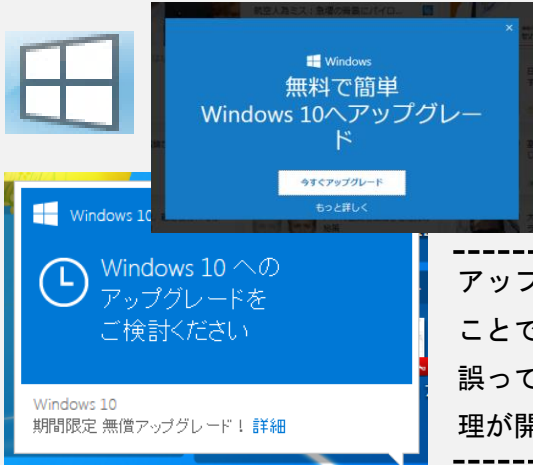 Windows
無料で簡単
Windows 10へアップグレー
ド
今すぐアップグレード
もっと詳しく
Windows 10
Windows 10 への
アップグレードを
ご検討ください
Windows 10
期間限定 無償アップグレード! 詳細
アップ
ことで
誤って
理が開